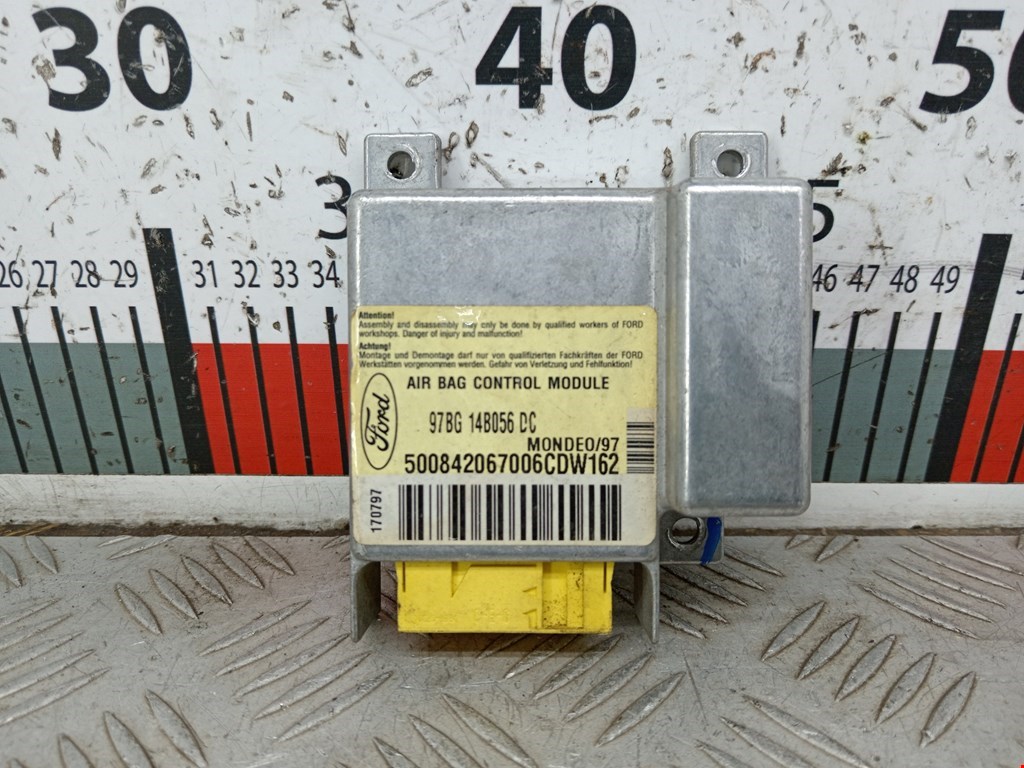 30 40
26 27 28 29 31 32 33 34 46 47 48 49
Attention!
Assembly and disassembly may only be done by qualified workers of FORD
workshops. Danger of injury and malfunction!
Achtung!
Montage und Demontage darf nur von qualifizierten Fachkräften der FORD
Werkstätten vorgenommen werden. Gefahr von Verletzung und Fehlfunktion!
AIR BAG CONTROL MODULE
Ford
97BG 14B056 DC
MONDEO/97
500842067006CDW162
170797